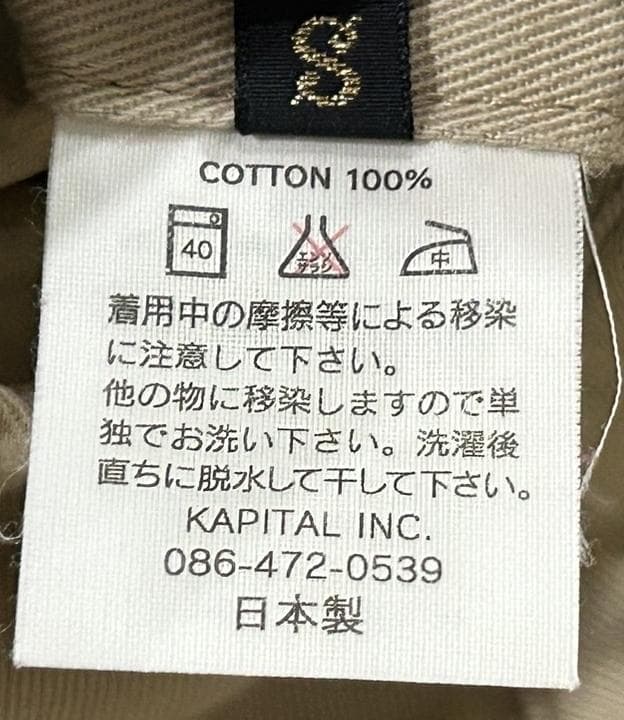 S
COTTON 100%
40 エンソ サラシ 中
着用中の摩擦等による移染
に注意して下さい。
他の物に移染しますので単
独でお洗い下さい。洗濯後
直ちに脱水して干して下さい。
KAPITAL INC.
086-472-0539
日本製